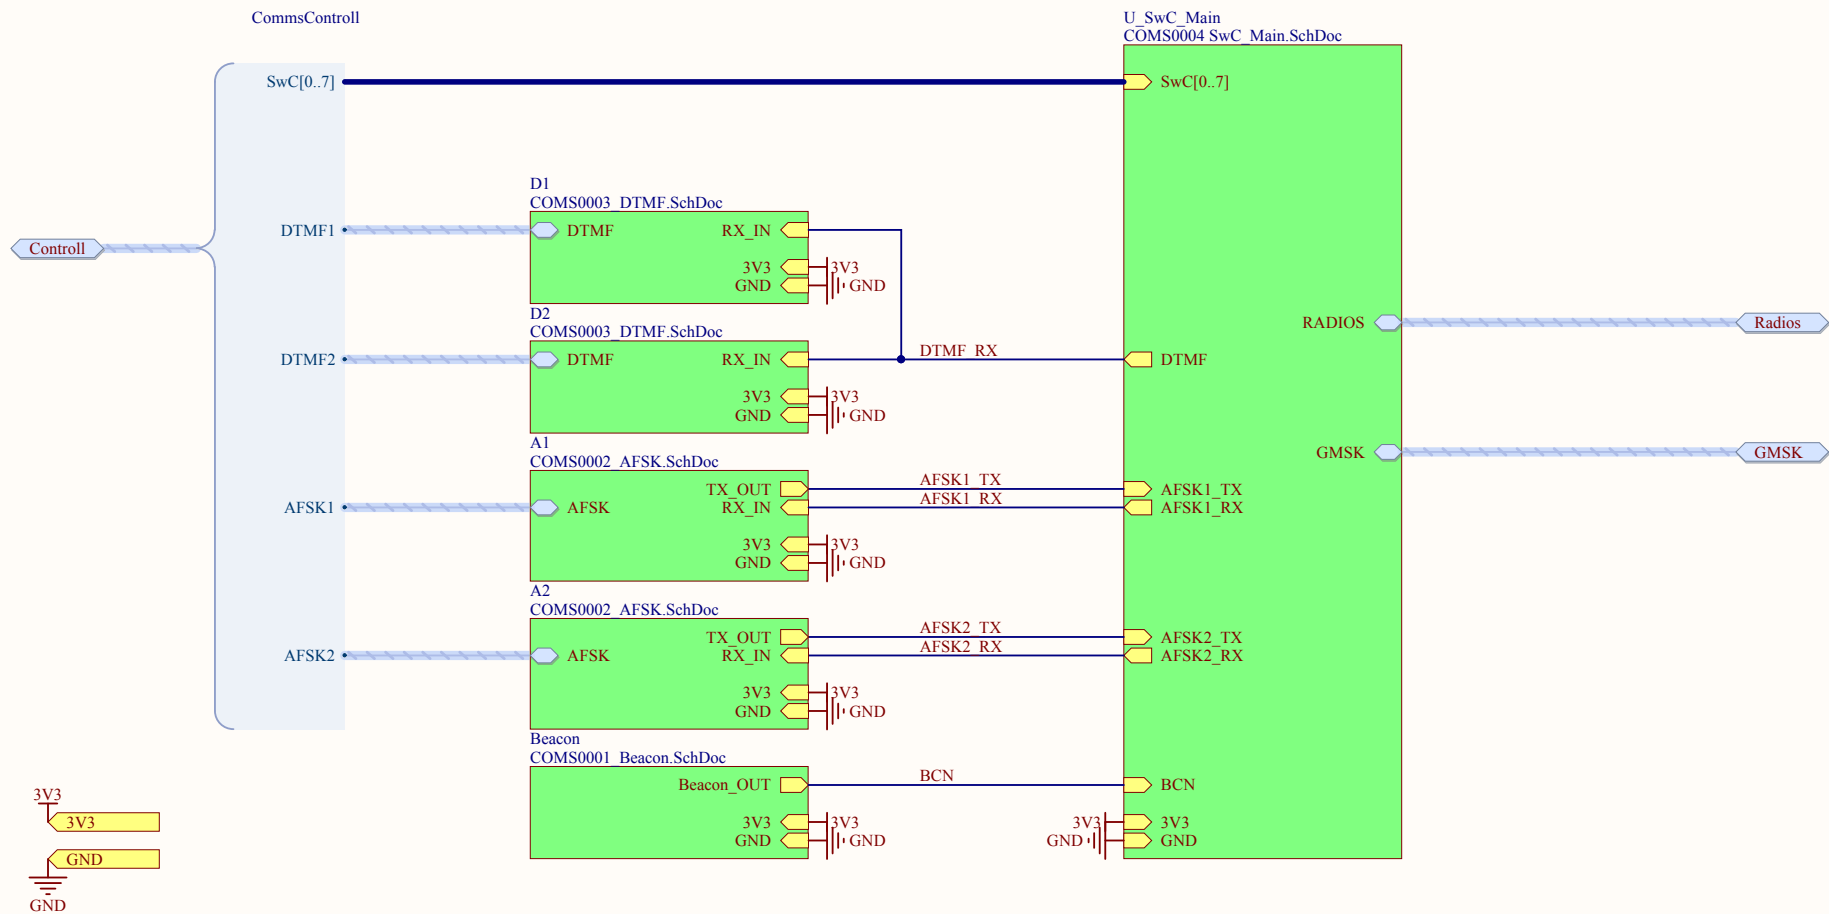 CommsControll
U_SwC_Main
COMS0004 SwC_Main.SchDoc
SwC[0..7]
SwC[0..7]
D1
COMS0003_DTMF.SchDoc
DTMF1
DTMF
RX_IN
Controll
3V3
3V3
GND
GND
D2
COMS0003_DTMF.SchDoc
RADIOS
Radios
DTMF2
DTMF
RX_IN
DTMF_RX
DTMF
3V3
3V3
GND
GND
A1
COMS0002_AFSK.SchDoc
GMSK
GMSK
TX_OUT
AFSK1_TX
AFSK1_TX
AFSK1
AFSK
RX_IN
AFSK1_RX
AFSK1_RX
3V3
3V3
GND
GND
A2
COMS0002_AFSK.SchDoc
TX_OUT
AFSK2_TX
AFSK2_TX
AFSK2
AFSK
RX_IN
AFSK2_RX
AFSK2_RX
3V3
3V3
GND
GND
Beacon
COMS0001_Beacon.SchDoc
Beacon_OUT
BCN
BCN
3V3
3V3
3V3
3V3
3V3
3V3
GND
GND
GND
GND
GND
GND